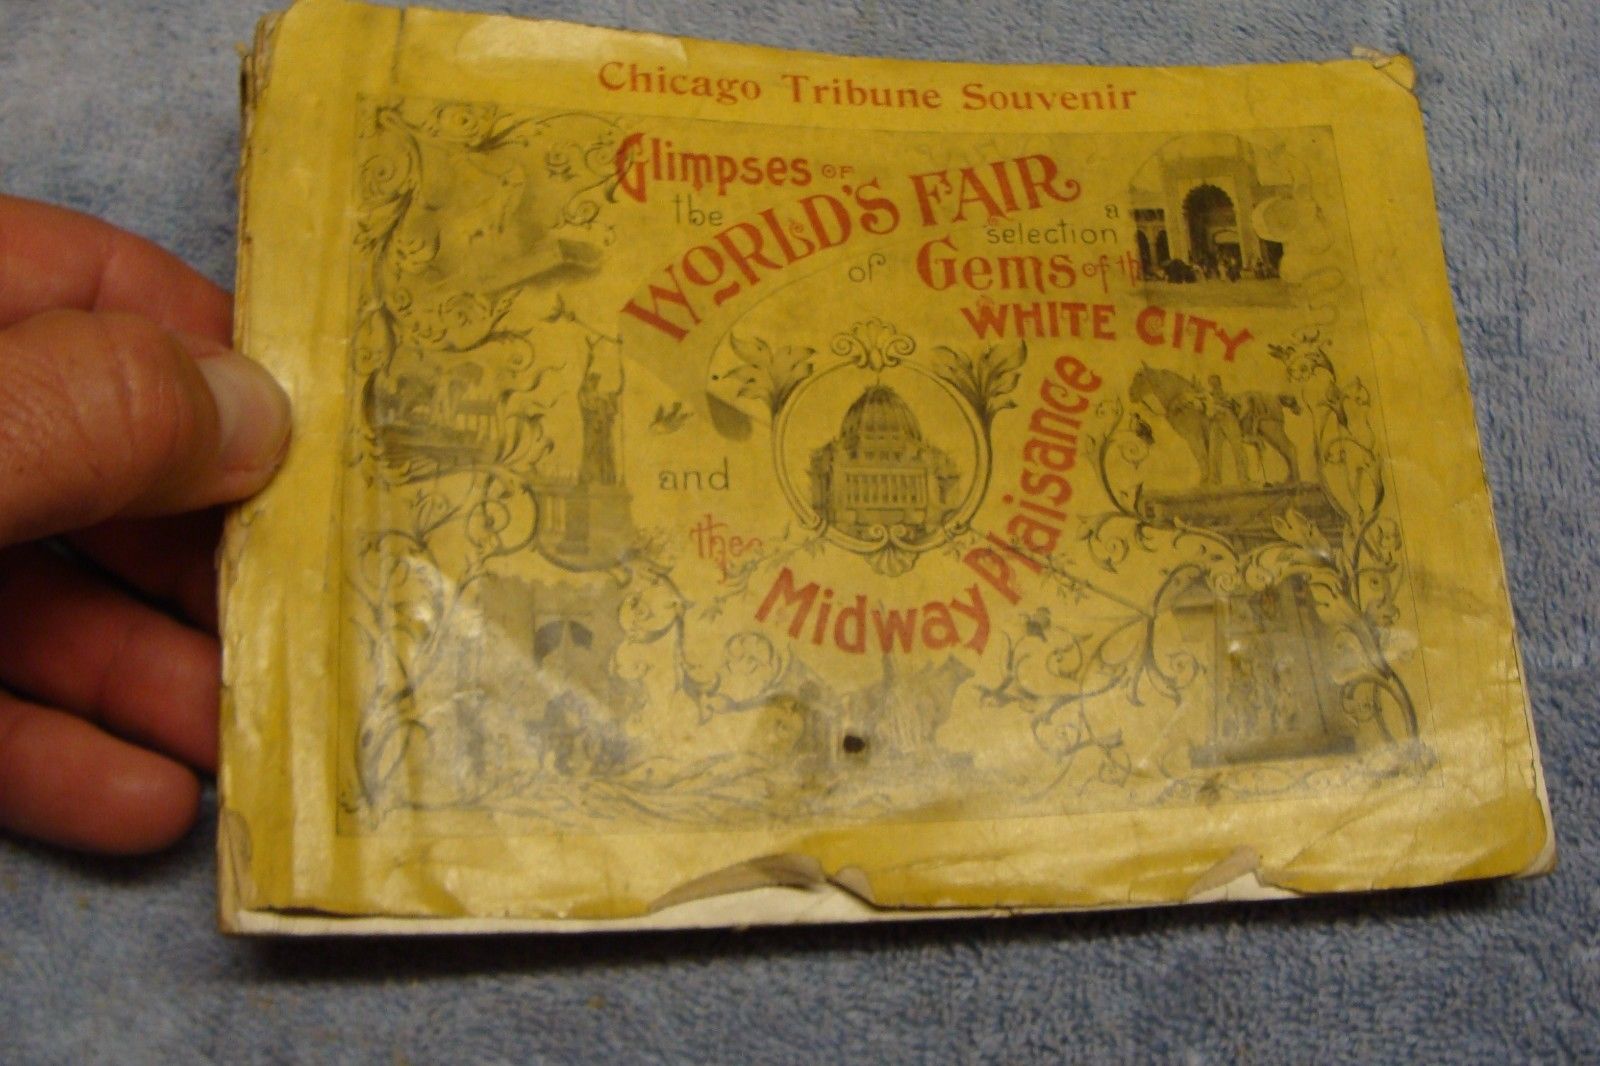 Chicago Tribune Souvenir
Glimpses OF
the
WORLD'S FAIR
a
selection
of Gems of the
WHITE CITY
and
the
Midway Plaisance